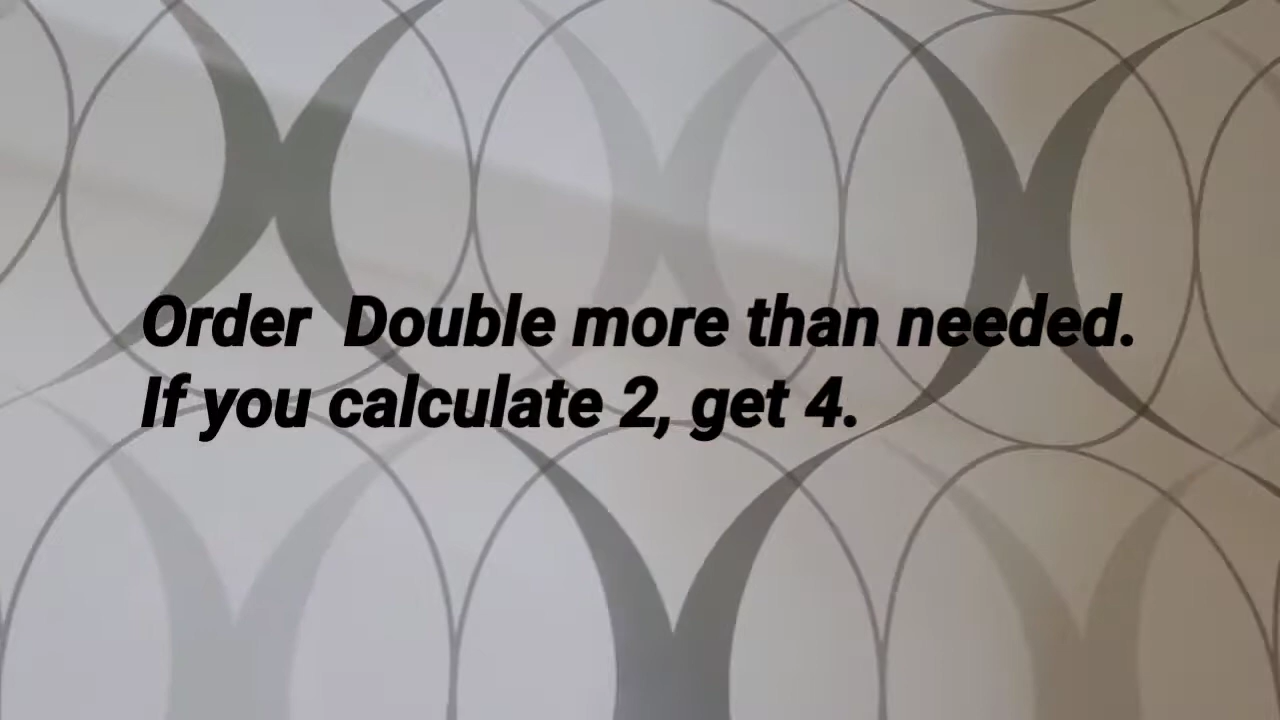 Order  Double more than needed.
If you calculate 2, get 4.